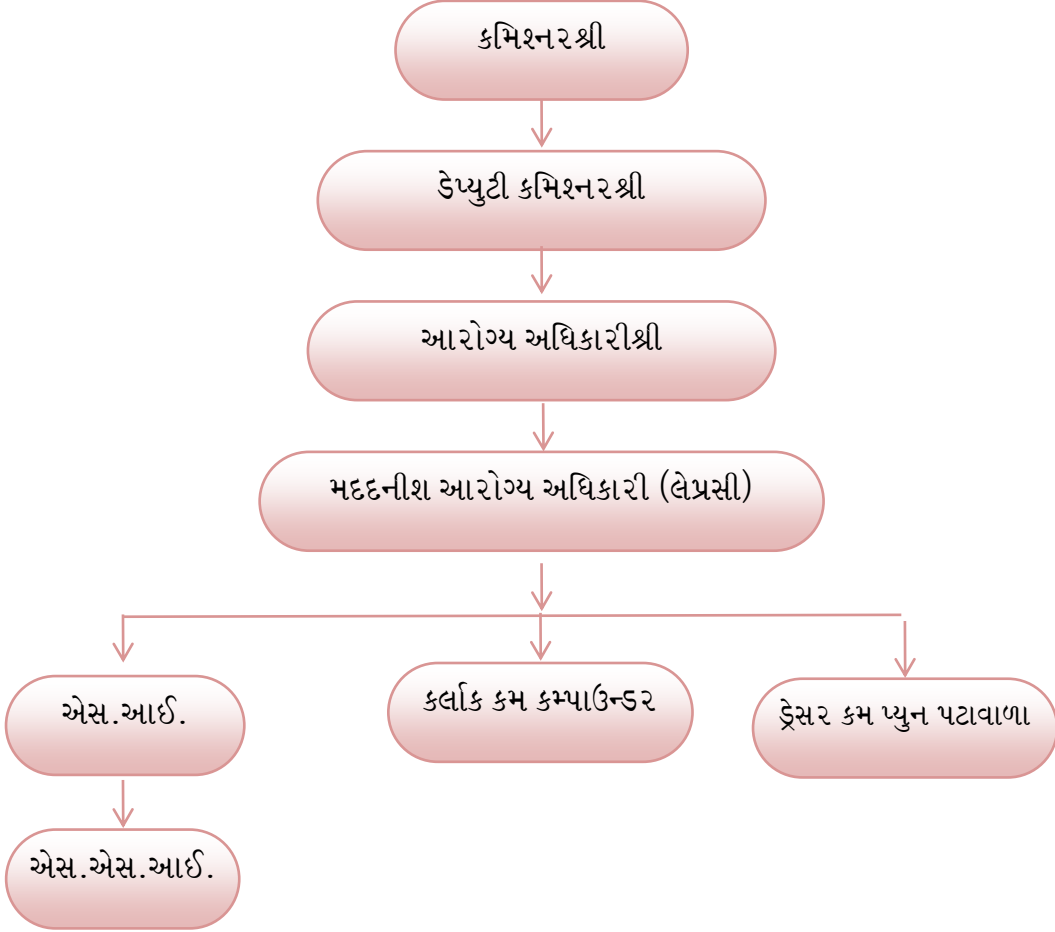 કમિશ્નરશ્રી
ડેપ્યુટી કમિશ્નરશ્રી
આરોગ્ય અધિકારીશ્રી
મદદનીશ આરોગ્ય અધિકારી (લેપ્રસી)
એસ.આઈ.
કર્લાક કમ કમ્પાઉન્ડર
ડ્રેસર કમ પ્યુન પટાવાળા
એસ.એસ.આઈ.